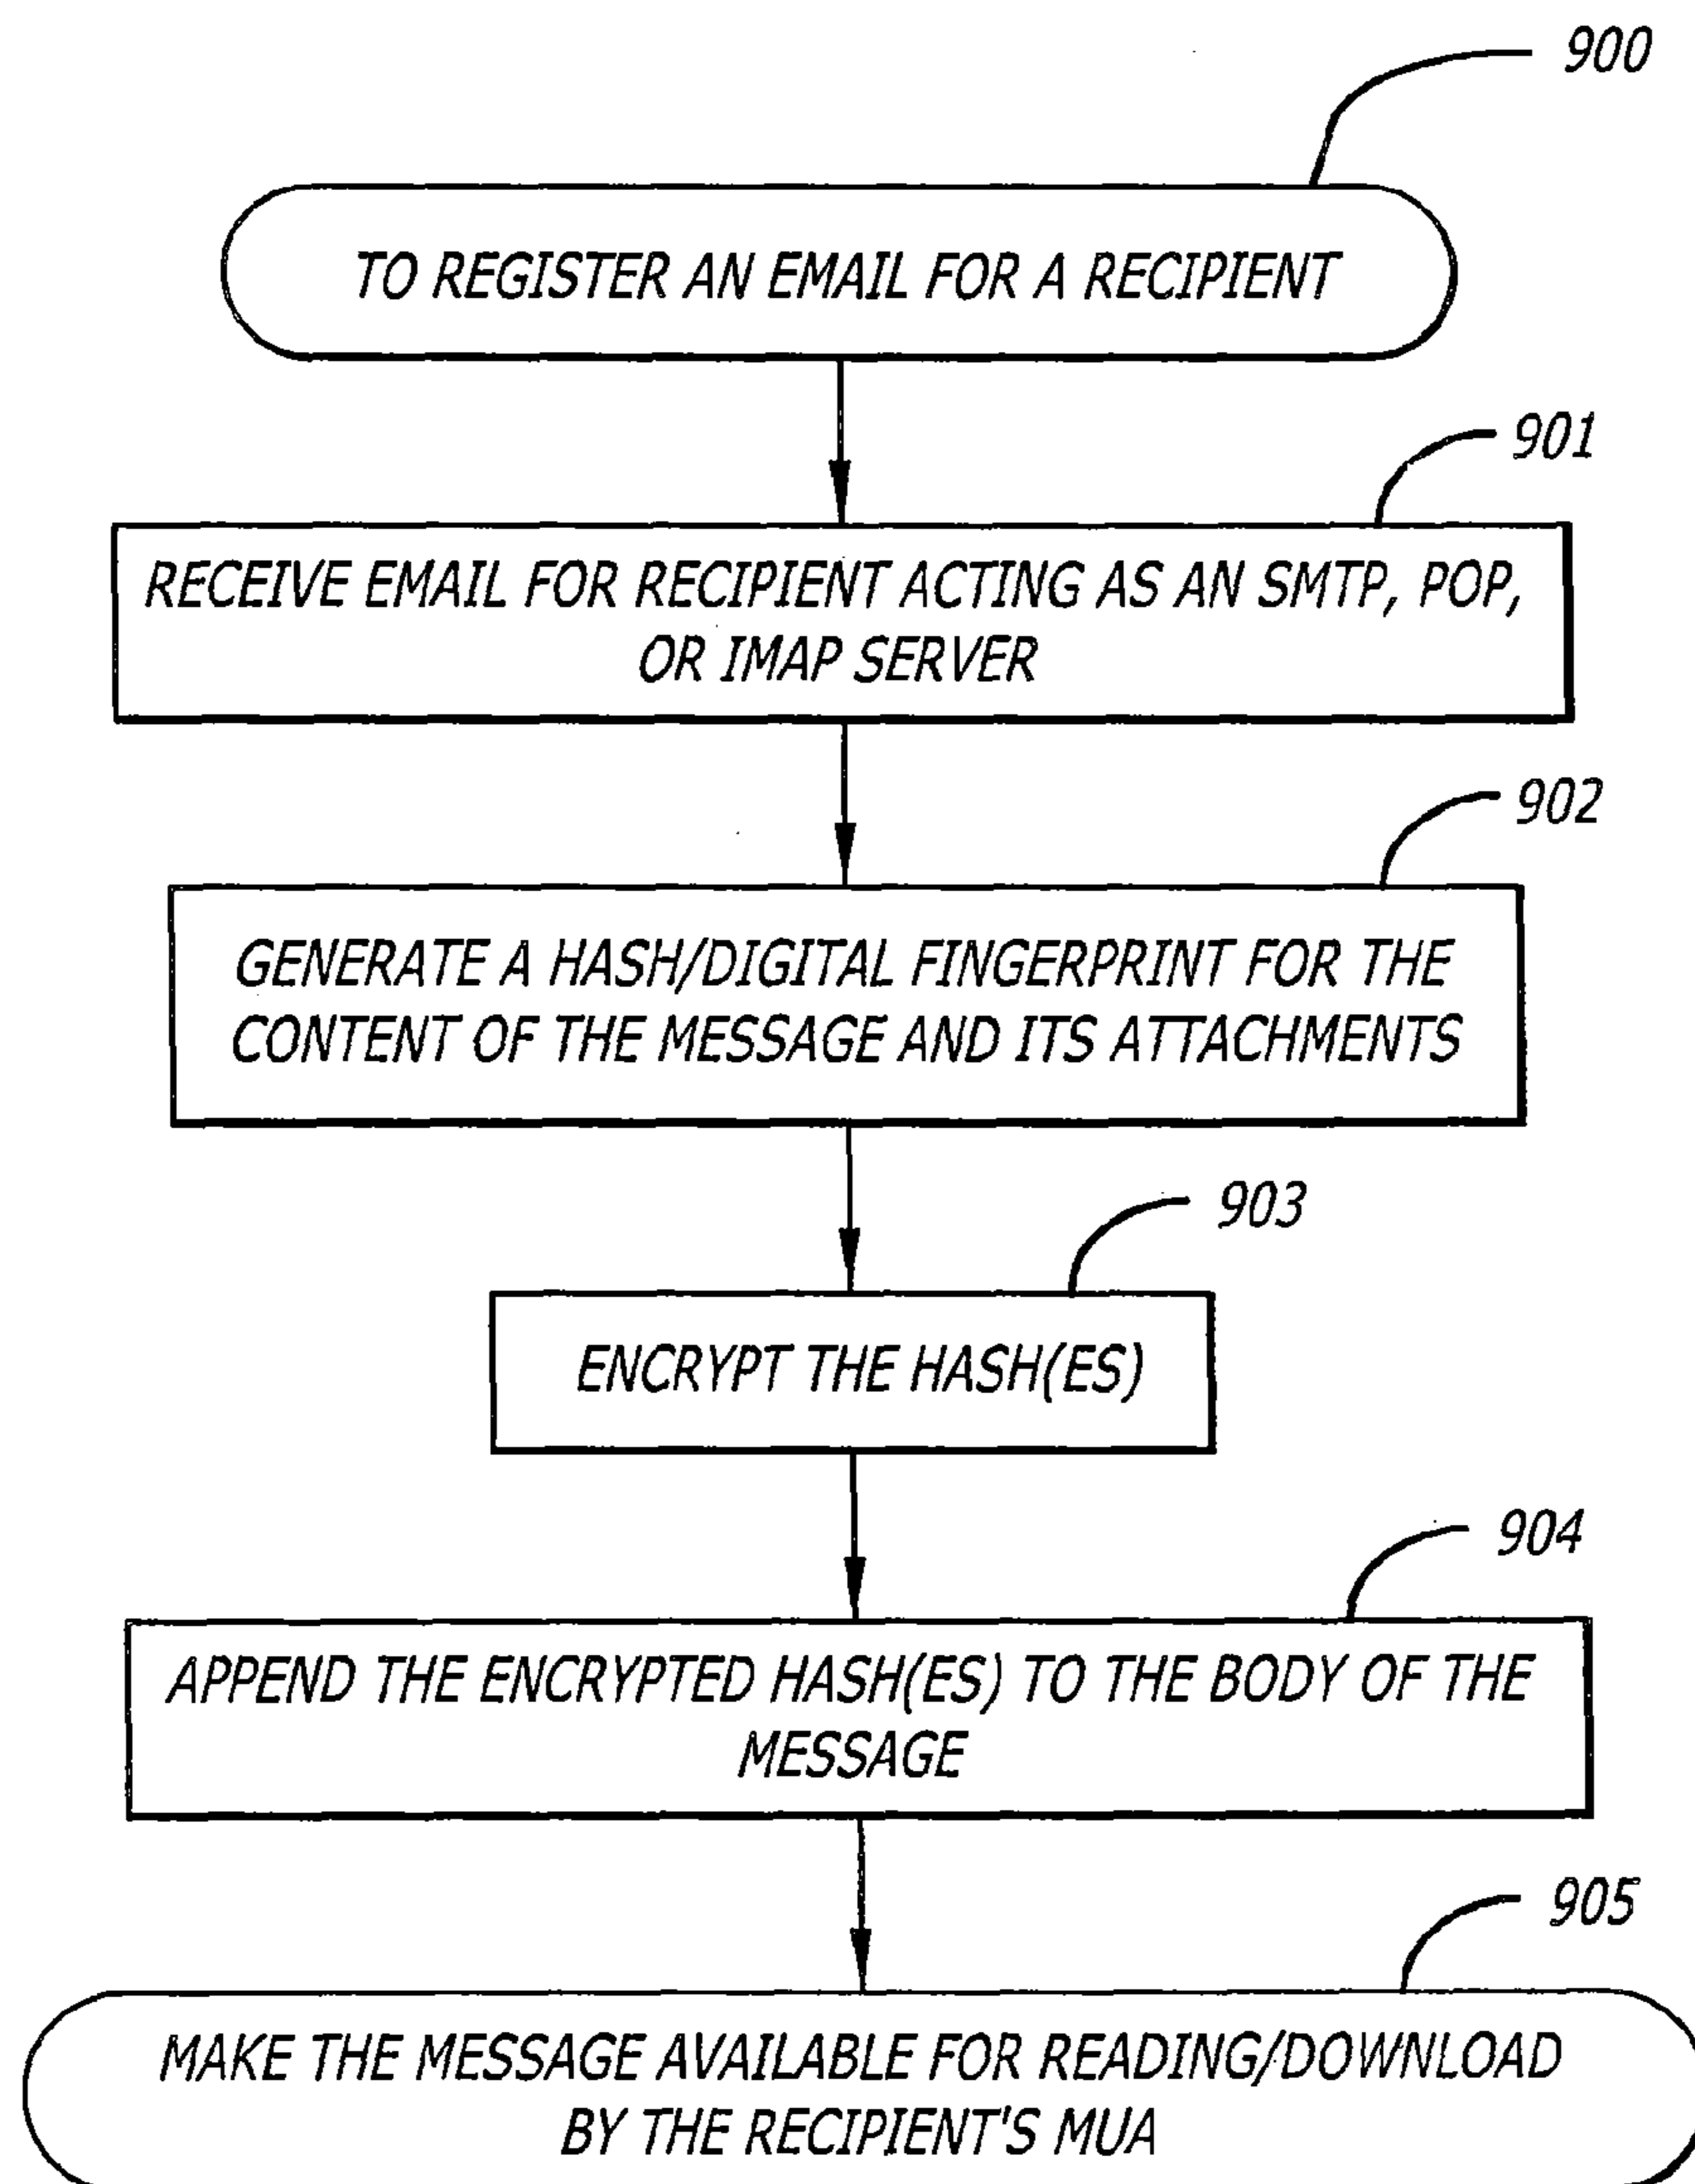 900
TO REGISTER AN EMAIL FOR A RECIPIENT
901
RECEIVE EMAIL FOR RECIPIENT ACTING AS AN SMTP, POP,
OR IMAP SERVER
902
GENERATE A HASH/DIGITAL FINGERPRINT FOR THE
CONTENT OF THE MESSAGE AND ITS ATTACHMENTS
903
ENCRYPT THE HASH(ES)
904
APPEND THE ENCRYPTED HASH(ES) TO THE BODY OF THE
MESSAGE
905
MAKE THE MESSAGE AVAILABLE FOR READING/DOWNLOAD
BY THE RECIPIENT'S MUA